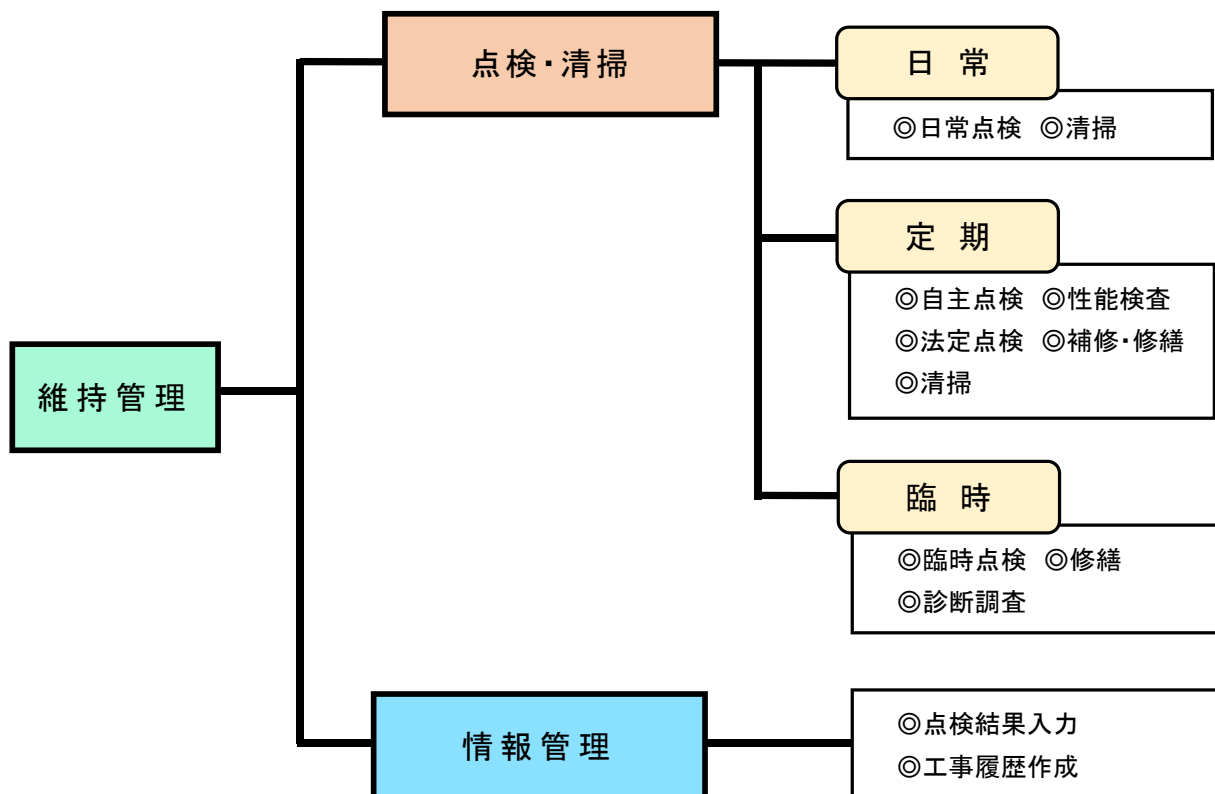 点検・清掃
日常
◎日常点検 ◎清掃
定期
◎自主点検 ◎性能検査
◎法定点検 ◎補修・修繕
◎清掃
維持管理
臨時
◎臨時点検 ◎修繕
◎診断調査
情報管理
◎点検結果入力
◎工事履歴作成